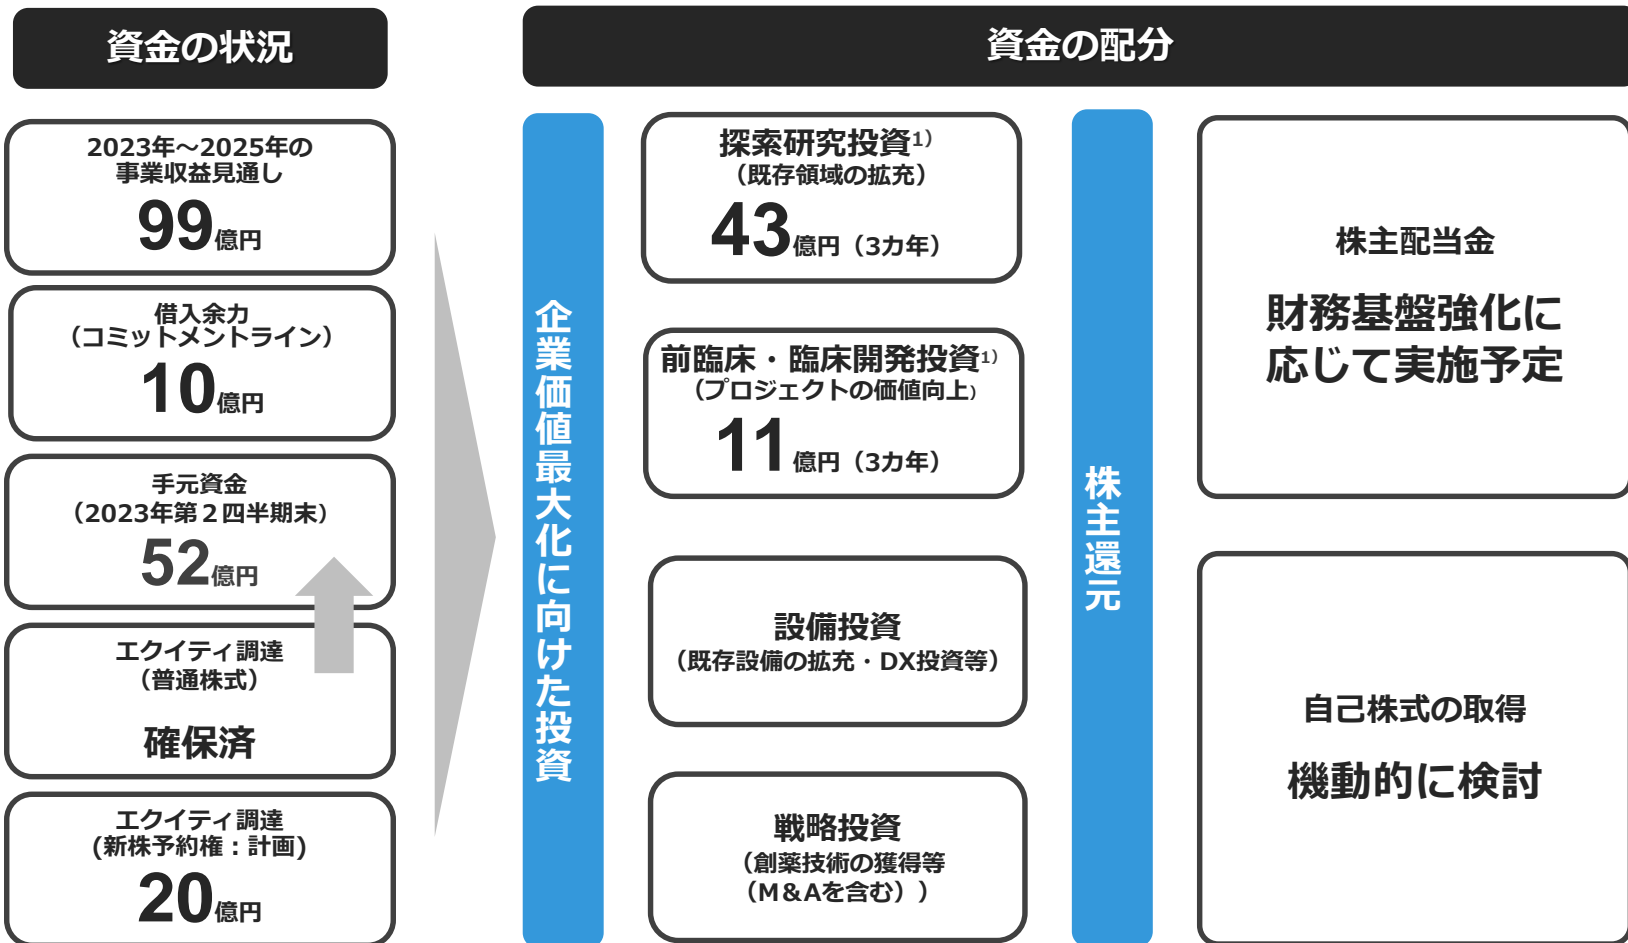 資金の状況
2023年～2025年の
事業収益見通し
99億円
借入余力
（コミットメントライン）
10億円
手元資金
（2023年第２四半期末）
52億円
エクイティ調達
（普通株式）
確保済
エクイティ調達
(新株予約権：計画)
20億円
資金の配分
企業価値最大化に向けた投資
探索研究投資1）
（既存領域の拡充）
43億円（3カ年）
前臨床・臨床開発投資1）
（プロジェクトの価値向上）
11億円（3カ年）
設備投資
（既存設備の拡充・DX投資等）
戦略投資
（創薬技術の獲得等
（M＆Aを含む））
株主還元
株主配当金
財務基盤強化に
応じて実施予定
自己株式の取得
機動的に検討